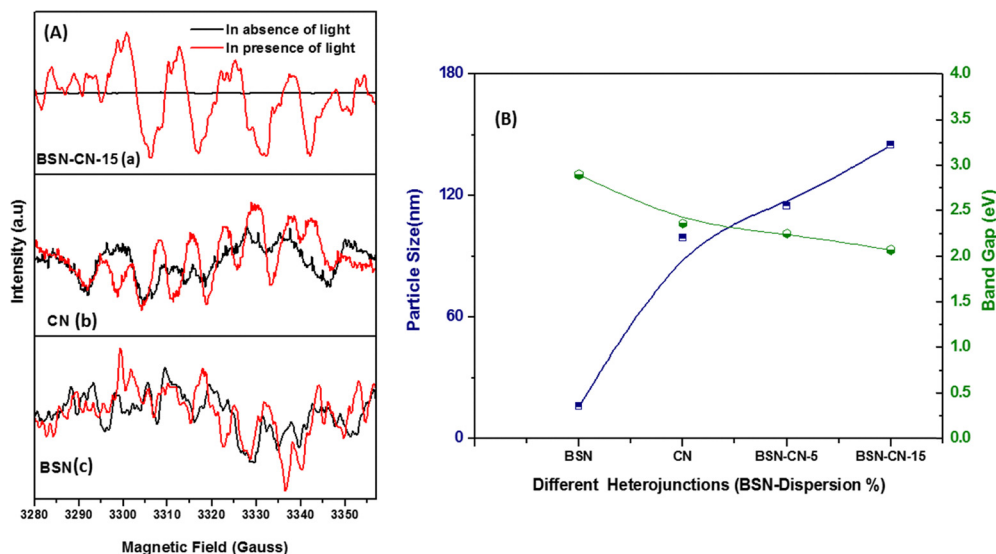 (A)
In absence of light
In presence of light
BSN-CN-15 (a)
CN (b)
BSN (c)
Intensity (a.u)
3280 3290 3300 3310 3320 3330 3340 3350
Magnetic Field (Gauss)
(B)
180
120
60
0
Particle Size(nm)
4.0
3.5
3.0
2.5
2.0
1.5
1.0
0.5
0.0
Band Gap (eV)
BSN CN BSN-CN-5 BSN-CN-15
Different Heterojunctions (BSN-Dispersion %)